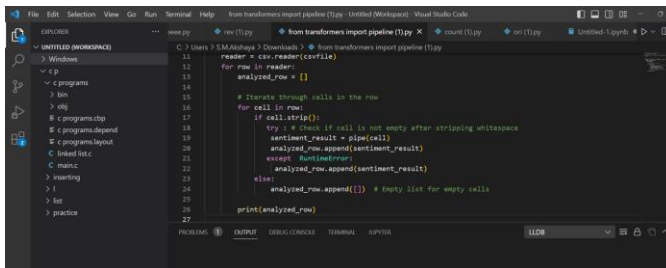 File Edit Selection View Go Run Terminal Help from transformers import pipeline (1).py - Untitled (Workspace) - Visual Studio Code
EXPLORER ··· rev (1).py from transformers import pipeline (1).py × count (1).py ori (1).py Untitled-1.ipynb
UNTITLED (WORKSPACE)
C: > Users > S.M.Akshaya > Downloads > from transformers import pipeline (1).py
> Windows
c p
c programs
> bin
> obj
c programs.cbp
c programs.depend
c programs.layout
C linked list.c
C main.c
> inserting
> l
> list
> practice
11 reader = csv.reader(csvfile)
12 for row in reader:
13 analyzed_row = []
14
15 # Iterate through cells in the row
16 for cell in row:
17 if cell.strip():
18 try : # Check if cell is not empty after stripping whitespace
19 sentiment_result = pipe(cell)
20 analyzed_row.append(sentiment_result)
21 except RuntimeError:
22 analyzed_row.append(sentiment_result)
23 else:
24 analyzed_row.append([]) # Empty list for empty cells
25
26 print(analyzed_row)
27
PROBLEMS 1 OUTPUT DEBUG CONSOLE TERMINAL JUPYTER LLDB